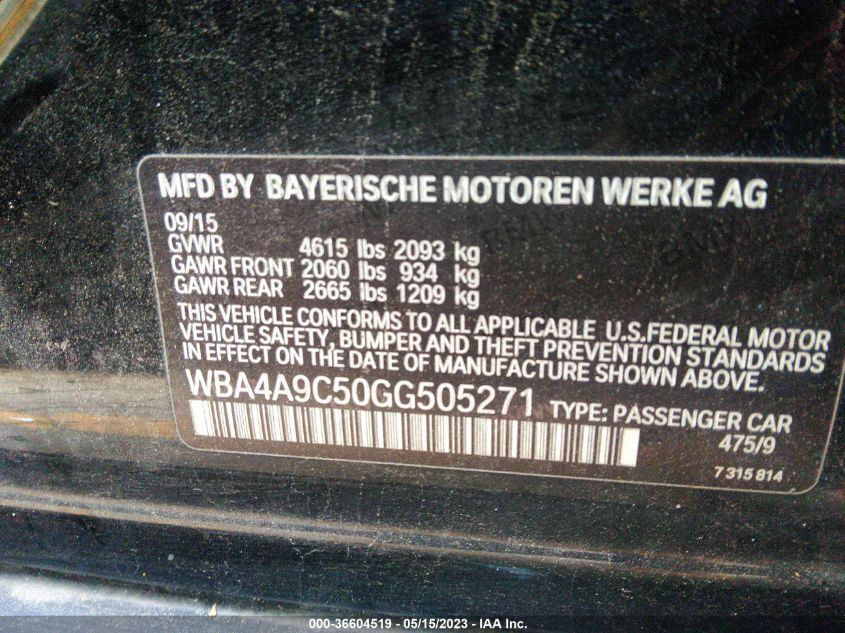 MFD BY BAYERISCHE MOTOREN WERKE AG
09/15
GVWR 4615 lbs 2093 kg
GAWR FRONT 2060 lbs 934 kg
GAWR REAR 2665 lbs 1209 kg
THIS VEHICLE CONFORMS TO ALL APPLICABLE U.S.FEDERAL MOTOR
VEHICLE SAFETY, BUMPER AND THEFT PREVENTION STANDARDS
IN EFFECT ON THE DATE OF MANUFACTURE SHOWN ABOVE.
WBA4A9C50GG505271 TYPE: PASSENGER CAR
475/9
7 315 814
000-36604519 - 05/15/2023 - IAA Inc.